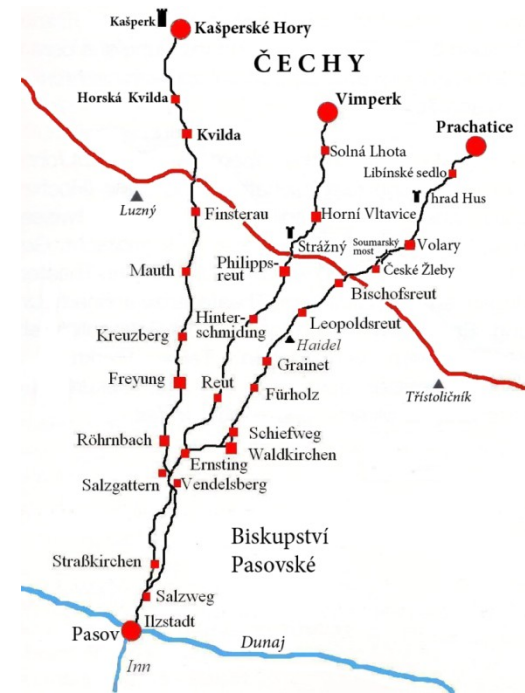 Kašperk
Kašperské Hory
ČECHY
Horská Kvilda
Vimperk
Kvilda
Prachatice
Solná Lhota
Libínské sedlo
Luzný
hrad Hus
Finsterau
Horní Vltavice
Strážný
Soumarský
most
Volary
Mauth
Philipps-
reut
České Žleby
Bischofsreut
Kreuzberg
Hinter-
schmiding
Leopoldsreut
Haidel
Freyung
Reut
Grainet
Fürholz
Třístoličník
Röhrnbach
Schiefweg
Waldkirchen
Ernsting
Salzgattern
Vendelsberg
Biskupství
Pasovské
Straßkirchen
Salzweg
Ilzstadt
Pasov
Dunaj
Inn